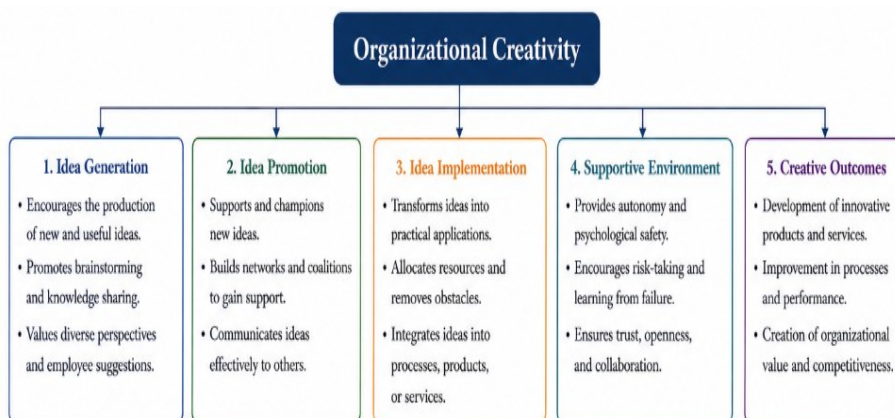 Organizational Creativity
1. Idea Generation
• Encourages the production
of new and useful ideas.
• Promotes brainstorming
and knowledge sharing.
• Values diverse perspectives
and employee suggestions.
2. Idea Promotion
• Supports and champions
new ideas.
• Builds networks and coalitions
to gain support.
• Communicates ideas
effectively to others.
3. Idea Implementation
• Transforms ideas into
practical applications.
• Allocates resources and
removes obstacles.
• Integrates ideas into
processes, products,
or services.
4. Supportive Environment
• Provides autonomy and
psychological safety.
• Encourages risk-taking and
learning from failure.
• Ensures trust, openness,
and collaboration.
5. Creative Outcomes
• Development of innovative
products and services.
• Improvement in processes
and performance.
• Creation of organizational
value and competitiveness.